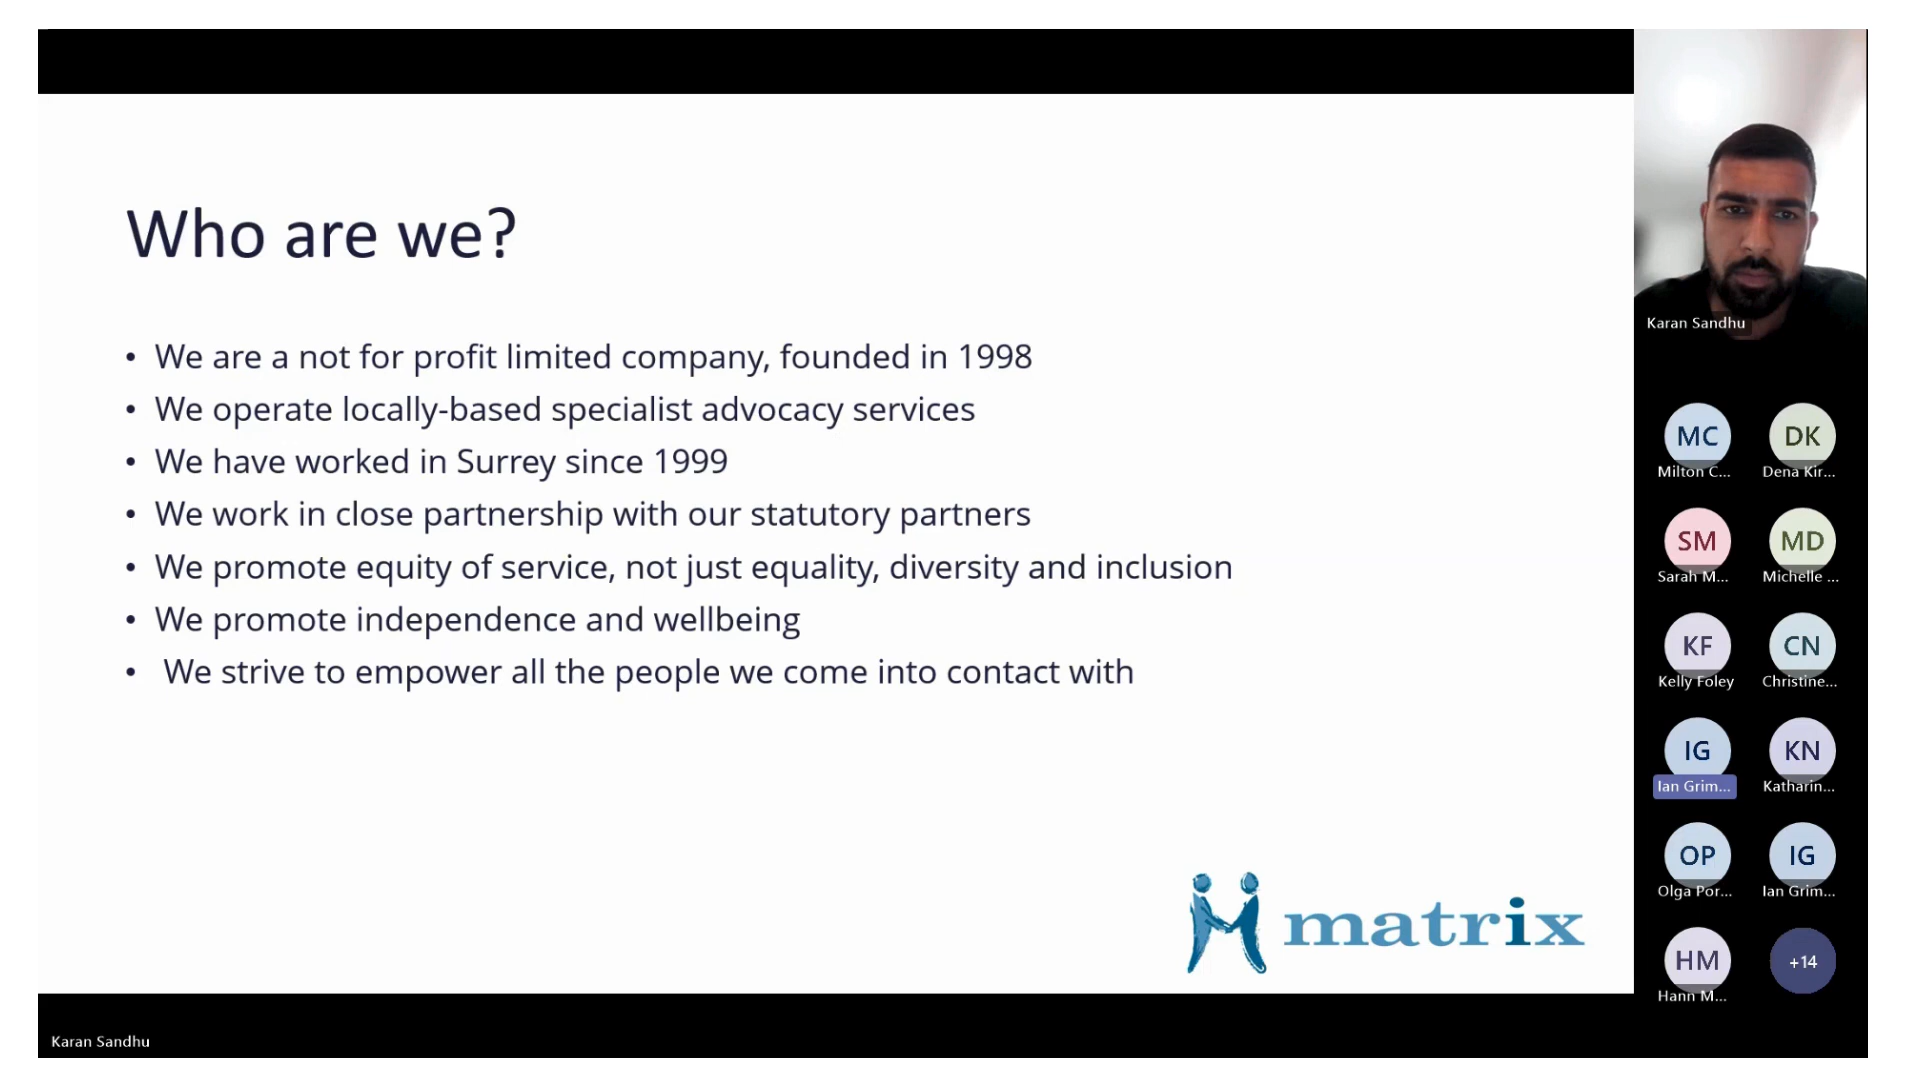 Who are we?
• We are a not for profit limited company, founded in 1998
• We operate locally-based specialist advocacy services
• We have worked in Surrey since 1999
• We work in close partnership with our statutory partners
• We promote equity of service, not just equality, diversity and inclusion
• We promote independence and wellbeing
• We strive to empower all the people we come into contact with
matrix
Karan Sandhu
Karan Sandhu
MC DK
Milton C... Dena Kir...
SM MD
Sarah M... Michelle ...
KF CN
Kelly Foley Christine...
IG KN
Ian Grim... Katharin...
OP IG
Olga Por... Ian Grim...
HM +14
Hann M...